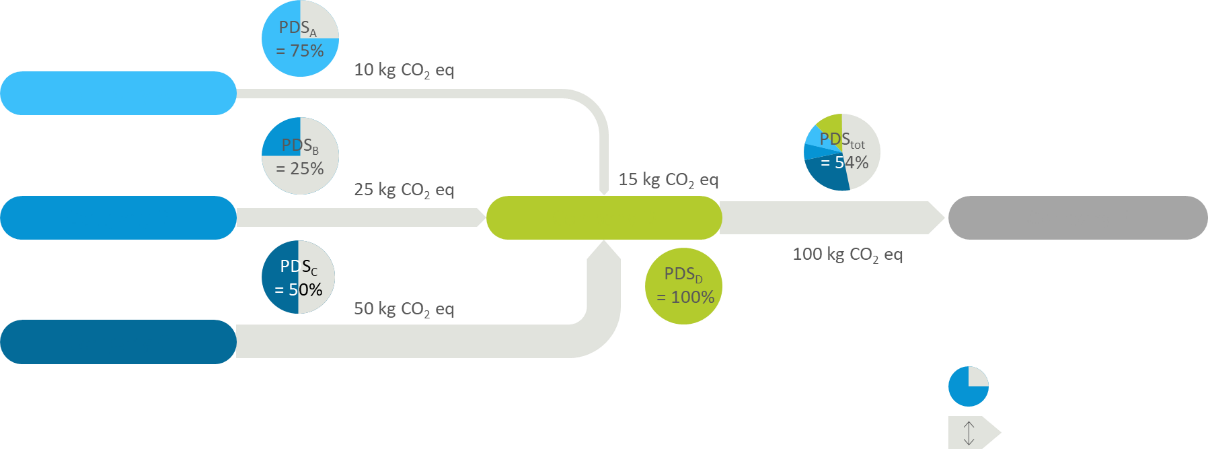 PDSA
= 75%
10 kg CO2 eq
PDSB
= 25%
25 kg CO2 eq
PDSC
= 50%
50 kg CO2 eq
15 kg CO2 eq
PDSD
= 100%
PDStot
= 54%
100 kg CO2 eq